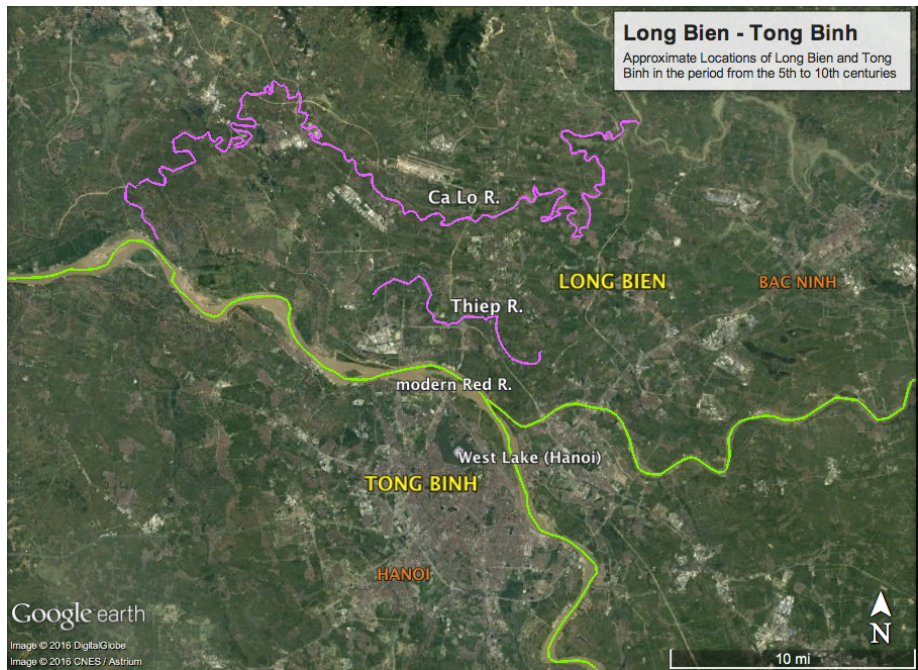 Long Bien - Tong Binh
Approximate Locations of Long Bien and Tong
Binh in the period from the 5th to 10th centuries
Ca Lo R.
LONG BIEN
BAC NINH
Thiep R.
modern Red R.
West Lake (Hanoi)
TONG BINH
HANOI
Google earth
N
Image © 2016 DigitalGlobe
Image © 2016 CNES / Astrium
10 mi